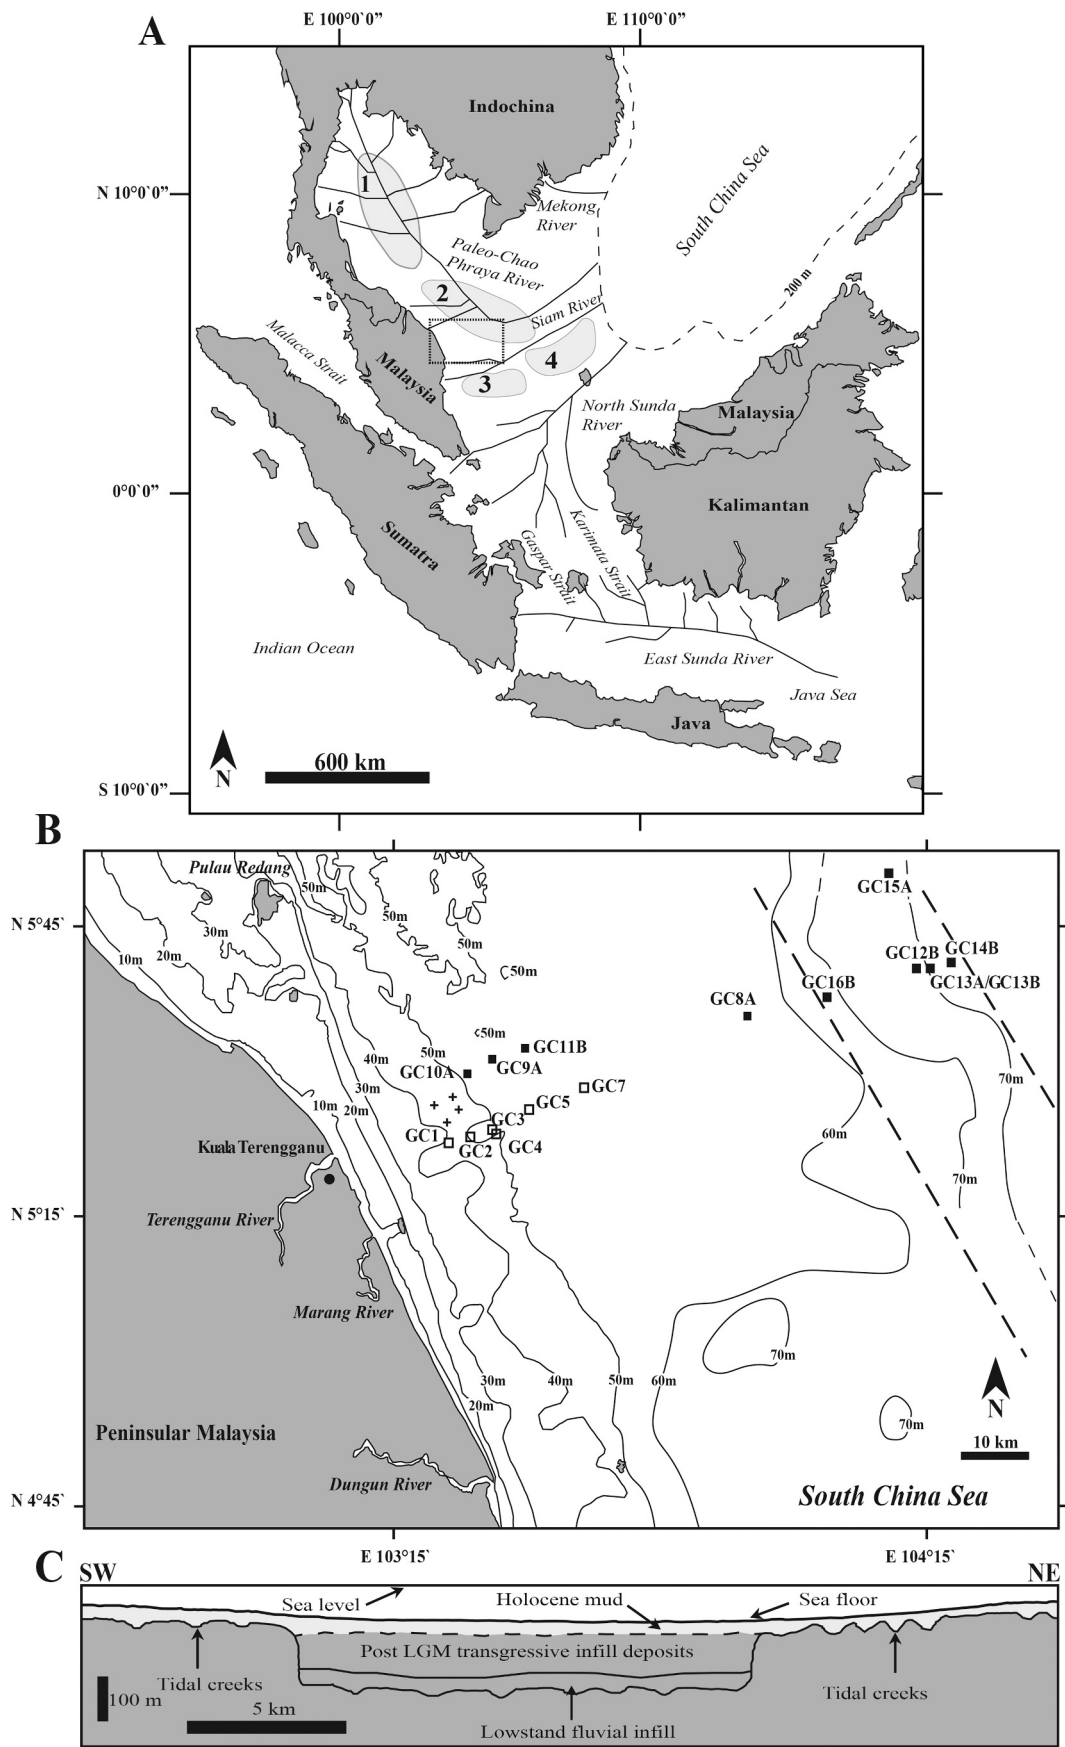 A
E 100°0`0”
E 110°0`0”
Indochina
N 10°0`0”
1
Mekong
River
South China Sea
Paleo-Chao
Phraya River
2
200 m
Siam River
Malacca Strait
Malaysia
4
3
North Sunda
River
Malaysia
0°0`0”
Kalimantan
Sumatra
Gaspar Strait
Karimata Strait
Indian Ocean
East Sunda River
Java Sea
Java
N
600 km
S 10°0`0”
B
Pulau Redang
50m
GC15A
50m
N 5°45`
30m
10m
20m
50m
GC12B
GC14B
50m
GC16B
GC13A/GC13B
GC8A
50m
50m
GC11B
40m
GC10A
GC9A
70m
30m
GC7
10m
20m
GC5
GC3
GC1
60m
GC2
GC4
Kuala Terengganu
70m
N 5°15`
Terengganu River
Marang River
70m
30m
40m
50m
60m
20m
N
70m
Peninsular Malaysia
10 km
Dungun River
South China Sea
N 4°45`
E 103°15`
E 104°15`
C
SW
NE
Sea level
Holocene mud
Sea floor
Post LGM transgressive infill deposits
Tidal creeks
Tidal creeks
100 m
5 km
Lowstand fluvial infill